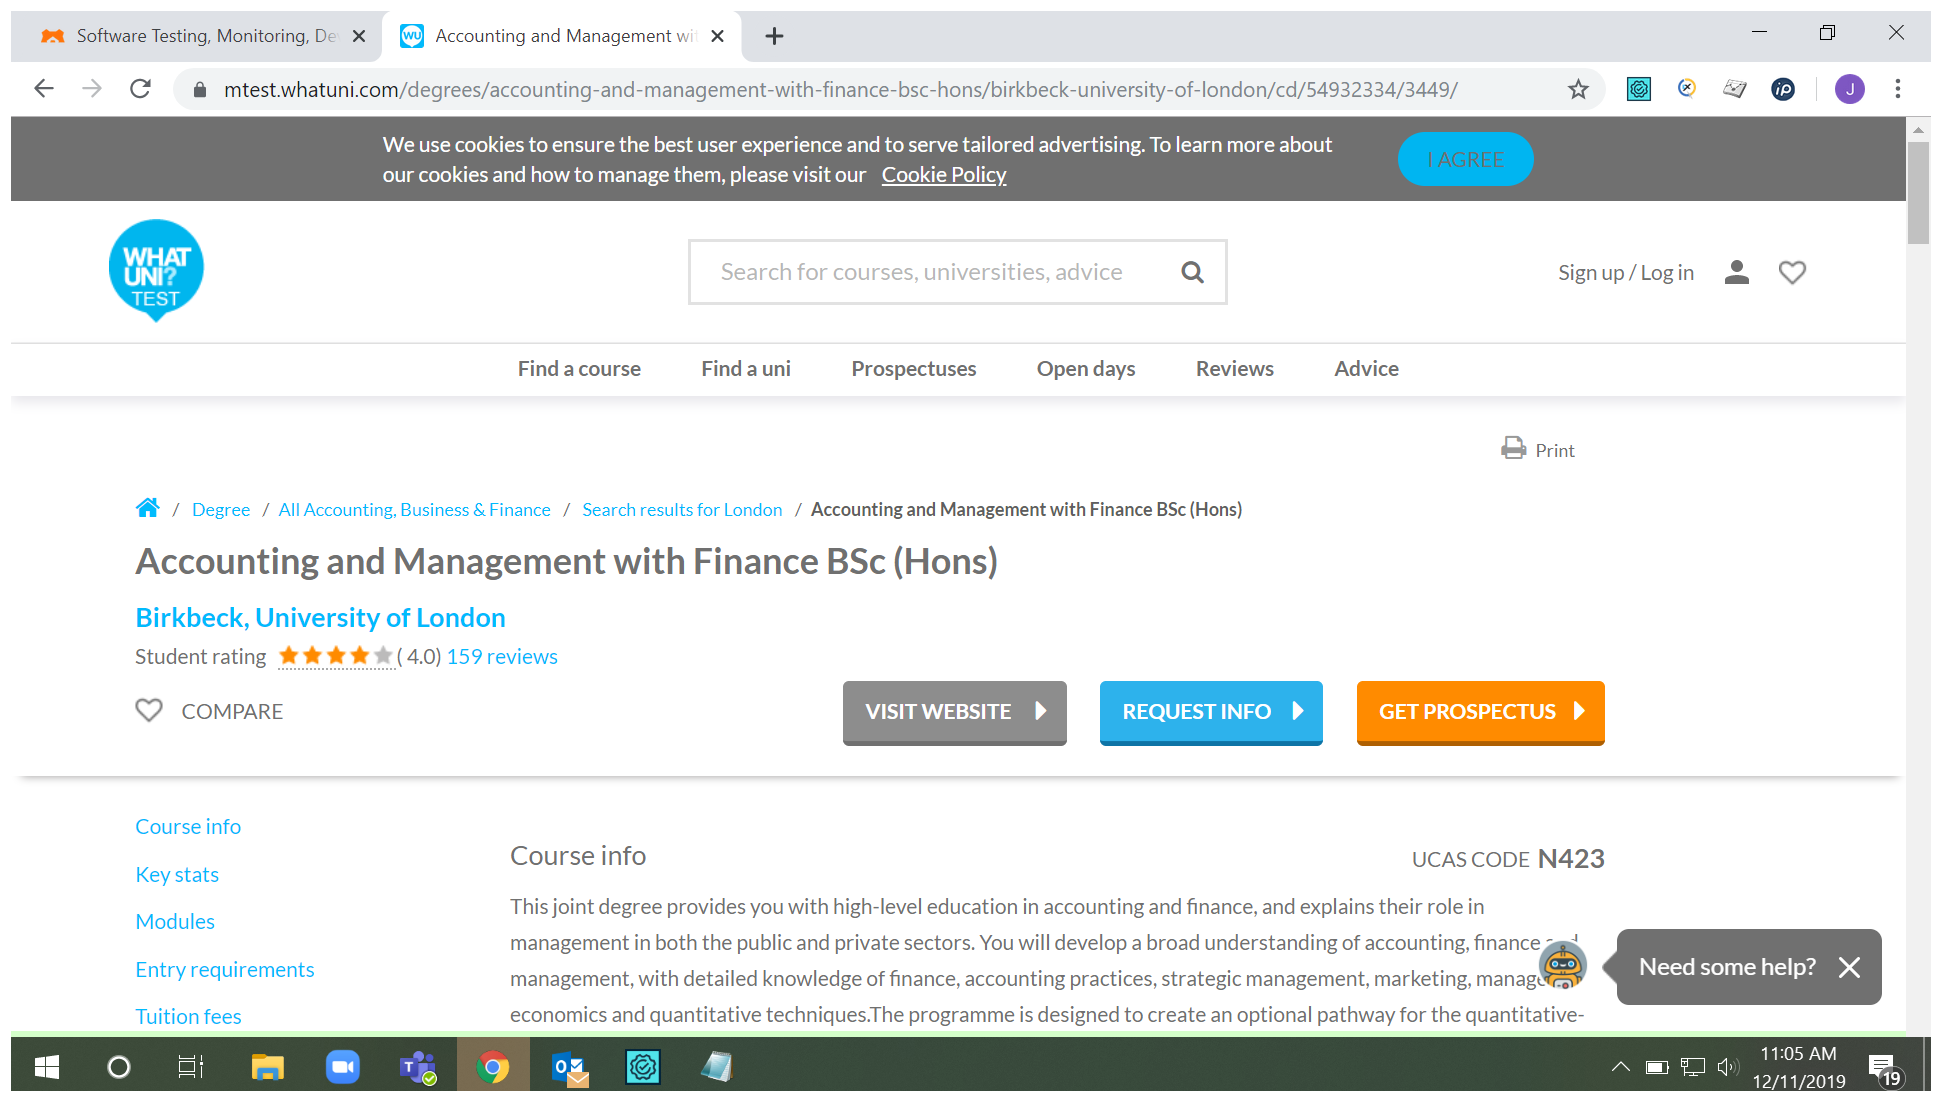 Software Testing, Monitoring, De
Accounting and Management wi
mtest.whatuni.com/degrees/accounting-and-management-with-finance-bsc-hons/birkbeck-university-of-london/cd/54932334/3449/
J
We use cookies to ensure the best user experience and to serve tailored advertising. To learn more about
our cookies and how to manage them, please visit our Cookie Policy
I AGREE
WHAT
UNI?
TEST
Search for courses, universities, advice
Sign up / Log in
Find a course Find a uni Prospectuses Open days Reviews Advice
Print
/ Degree / All Accounting, Business & Finance / Search results for London / Accounting and Management with Finance BSc (Hons)
Accounting and Management with Finance BSc (Hons)
Birkbeck, University of London
Student rating ( 4.0) 159 reviews
COMPARE
VISIT WEBSITE REQUEST INFO GET PROSPECTUS
Course info
Key stats
Modules
Entry requirements
Tuition fees
Course info
UCAS CODE N423
This joint degree provides you with high-level education in accounting and finance, and explains their role in
management in both the public and private sectors. You will develop a broad understanding of accounting, finance
management, with detailed knowledge of finance, accounting practices, strategic management, marketing,
economics and quantitative techniques.The programme is designed to create an optional pathway for the quantitative-
Need some help?
11:05 AM
12/11/2019
19